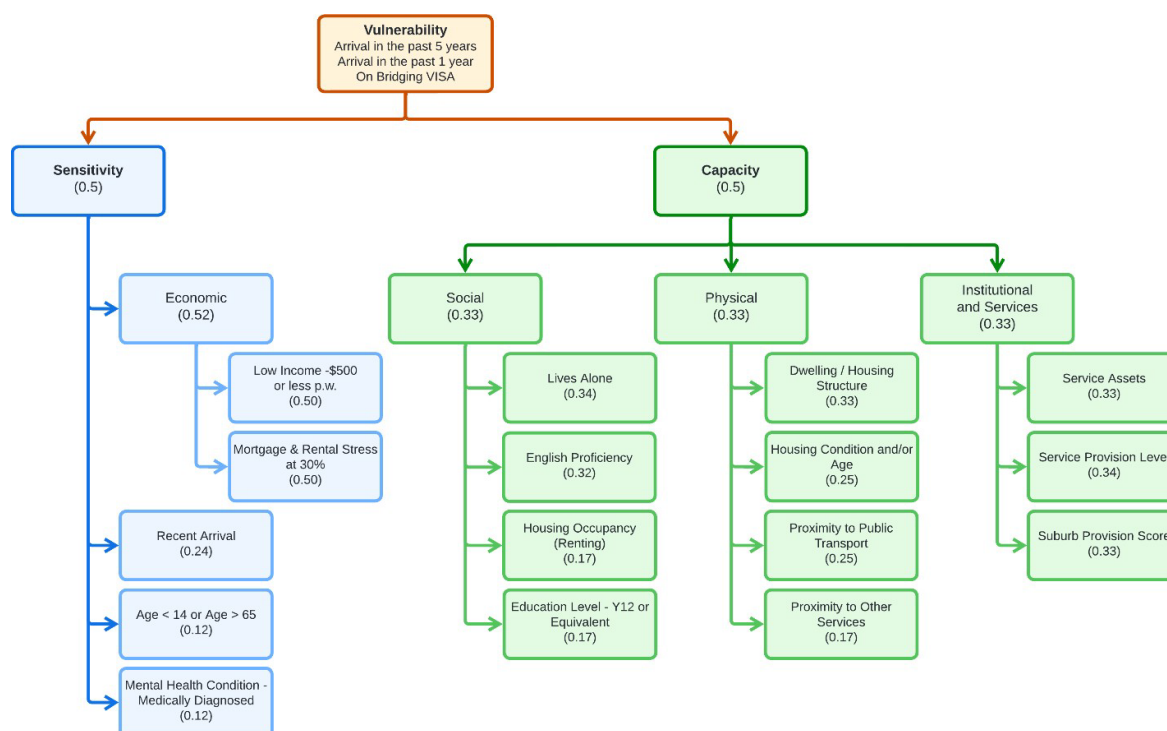 Vulnerability
Arrival in the past 5 years
Arrival in the past 1 year
On Bridging VISA
Sensitivity
(0.5)
Capacity
(0.5)
Economic
(0.52)
Low Income -$500
or less p.w.
(0.50)
Mortgage & Rental Stress
at 30%
(0.50)
Recent Arrival
(0.24)
Age < 14 or Age > 65
(0.12)
Mental Health Condition -
Medically Diagnosed
(0.12)
Social
(0.33)
Lives Alone
(0.34)
English Proficiency
(0.32)
Housing Occupancy
(Renting)
(0.17)
Education Level - Y12 or
Equivalent
(0.17)
Physical
(0.33)
Dwelling / Housing
Structure
(0.33)
Housing Condition and/or
Age
(0.25)
Proximity to Public
Transport
(0.25)
Proximity to Other
Services
(0.17)
Institutional
and Services
(0.33)
Service Assets
(0.33)
Service Provision Level
(0.34)
Suburb Provision Score
(0.33)